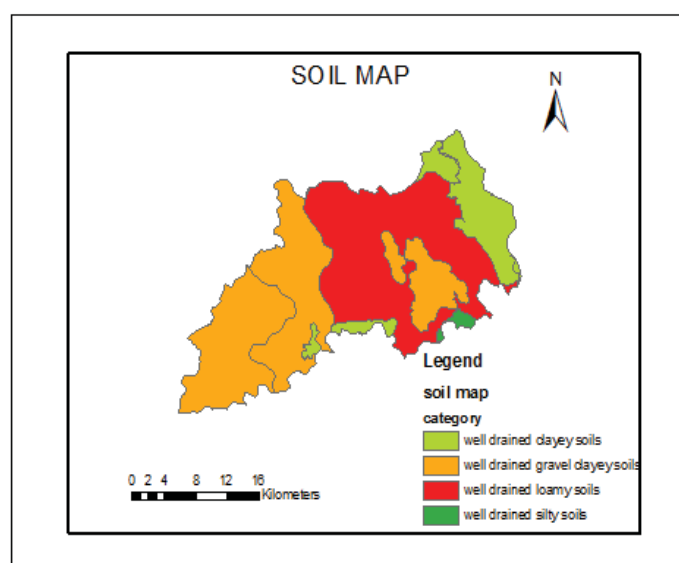 SOIL MAP
N
Legend
soil map
category
well drained clayey soils
well drained gravel clayey soils
well drained loamy soils
well drained silty soils
0 2 4 8 12 16
Kilometers